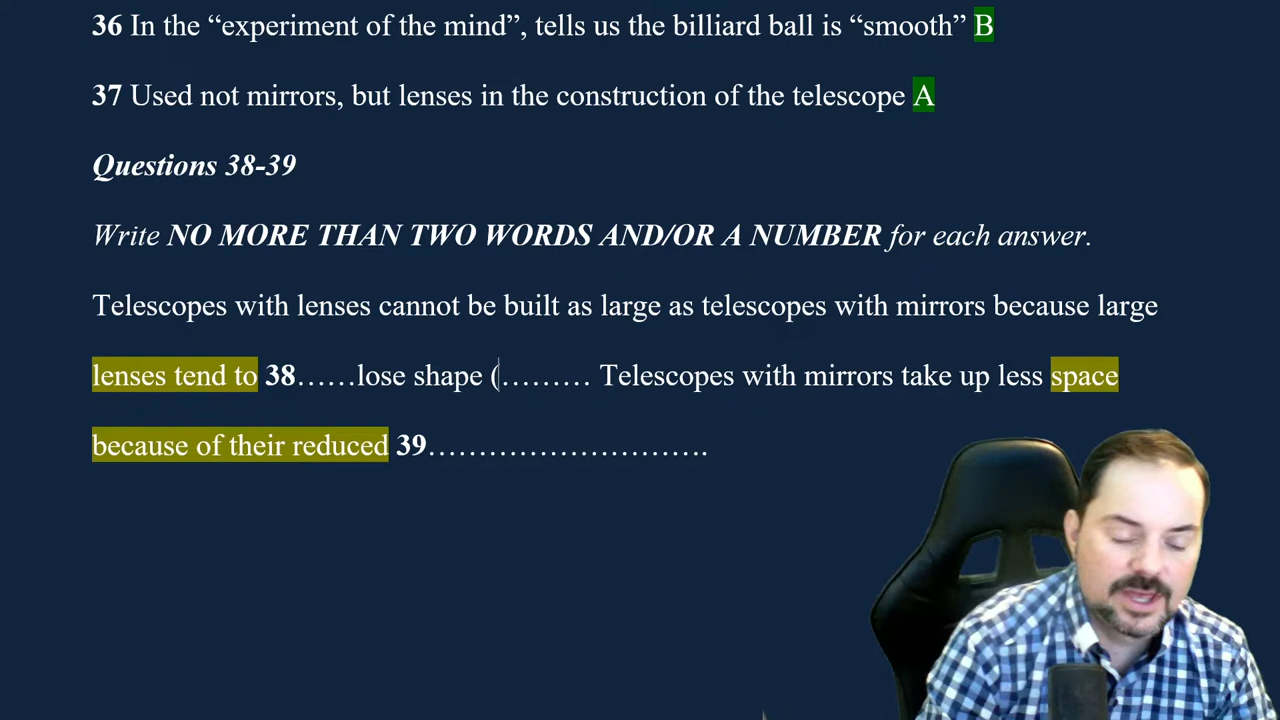 36 In the “experiment of the mind”, tells us the billiard ball is “smooth” B
37 Used not mirrors, but lenses in the construction of the telescope A
Questions 38-39
Write NO MORE THAN TWO WORDS AND/OR A NUMBER for each answer.
Telescopes with lenses cannot be built as large as telescopes with mirrors because large
lenses tend to 38……lose shape (……… Telescopes with mirrors take up less space
because of their reduced 39……………………….